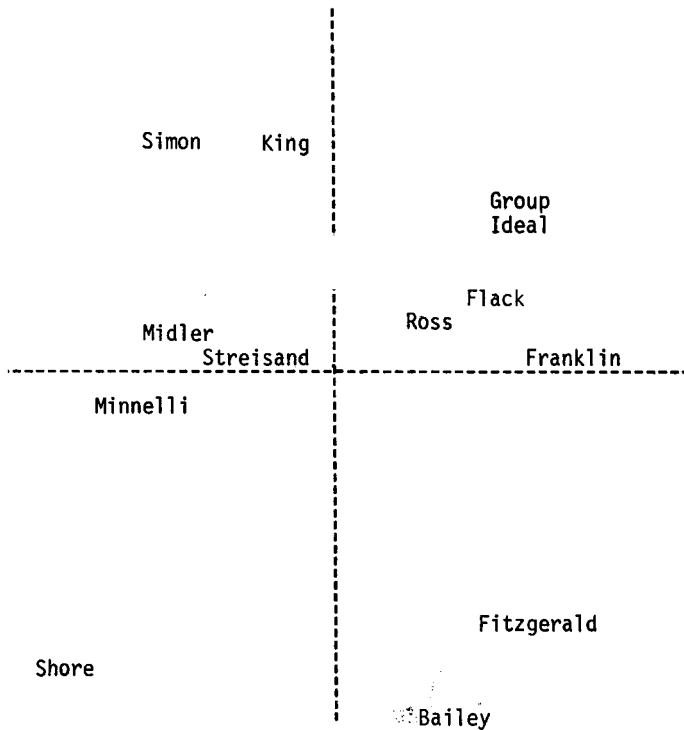 Simon King
Group
Ideal
Flack
Ross
Midler
Streisand Franklin
Minnelli
Fitzgerald
Shore
Bailey